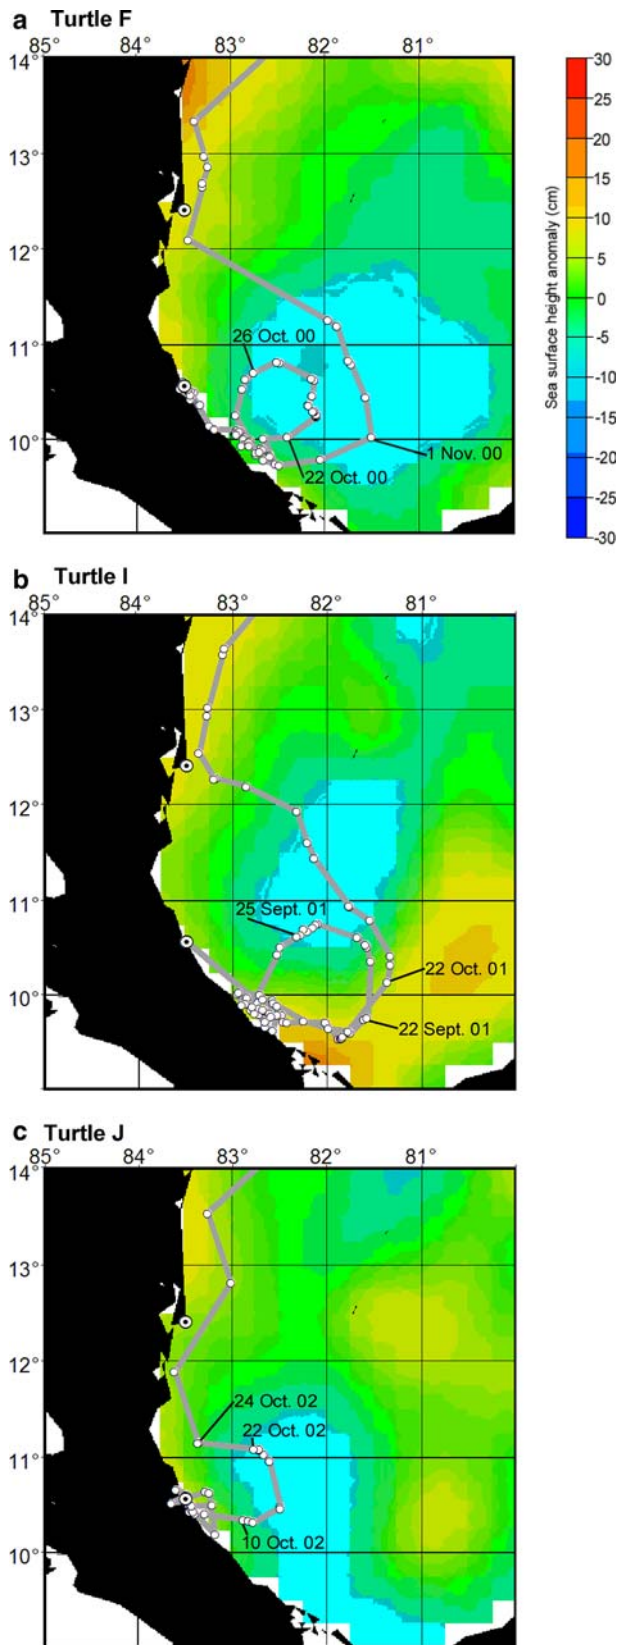 a Turtle F
85° 84° 83° 82° 81°
14°
13°
12°
11°
10°
26 Oct. 00
22 Oct. 00
1 Nov. 00
30
25
20
15
10
5
0
-5
-10
-15
-20
-25
-30
Sea surface height anomaly (cm)
b Turtle I
85° 84° 83° 82° 81°
14°
13°
12°
11°
10°
25 Sept. 01
22 Oct. 01
22 Sept. 01
c Turtle J
85° 84° 83° 82° 81°
14°
13°
12°
11°
10°
24 Oct. 02
22 Oct. 02
10 Oct. 02